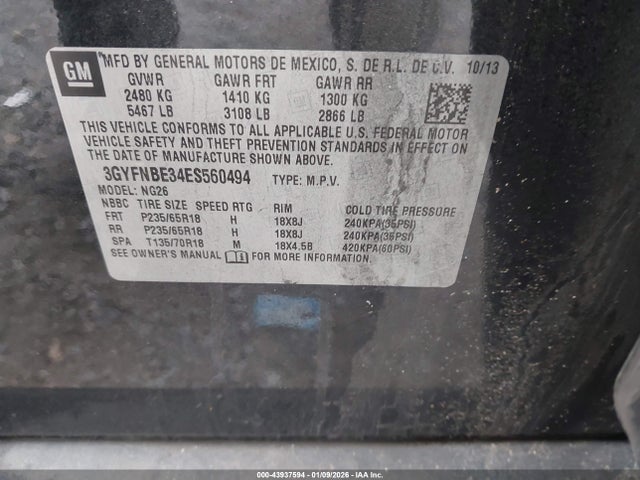 GM
MFD BY GENERAL MOTORS DE MEXICO, S. DE R.L. DE C.V. 10/13
GVWR GAWR FRT GAWR RR
2480 KG 1410 KG 1300 KG
5467 LB 3108 LB 2866 LB
THIS VEHICLE CONFORMS TO ALL APPLICABLE U.S. FEDERAL MOTOR
VEHICLE SAFETY AND THEFT PREVENTION STANDARDS IN EFFECT ON THE DATE
OF MANUFACTURE SHOWN ABOVE.
3GYFNBE34ES560494 TYPE: M.P.V.
MODEL: NG26
NBBC TIRE SIZE SPEED RTG RIM COLD TIRE PRESSURE
FRT P235/65R18 H 18X8J 240KPA(35PSI)
RR P235/65R18 H 18X8J 240KPA(35PSI)
SPA T135/70R18 M 18X4.5B 420KPA(60PSI)
SEE OWNER'S MANUAL FOR MORE INFORMATION.
000-43937594 - 01/09/2026 - IAA Inc.